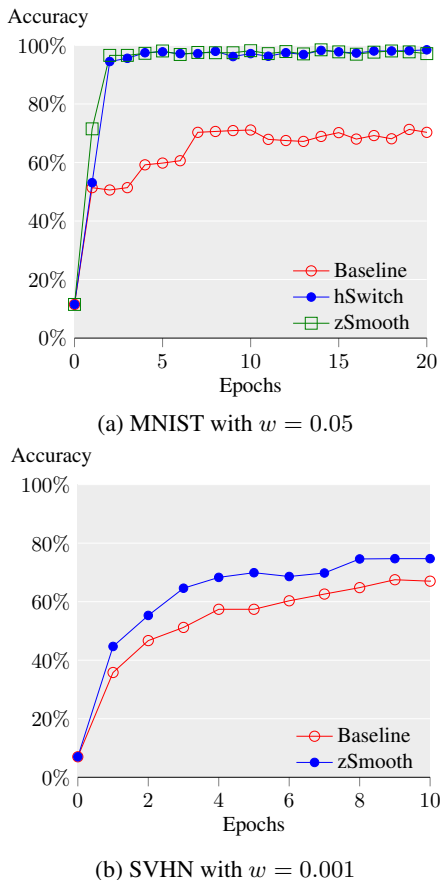 Accuracy
100%
80%
60%
40%
20%
0%
0 5 10 15 20
Epochs
Baseline
hSwitch
zSmooth
(a) MNIST with w = 0.05
Accuracy
100%
80%
60%
40%
20%
0%
0 2 4 6 8 10
Epochs
Baseline
zSmooth
(b) SVHN with w = 0.001